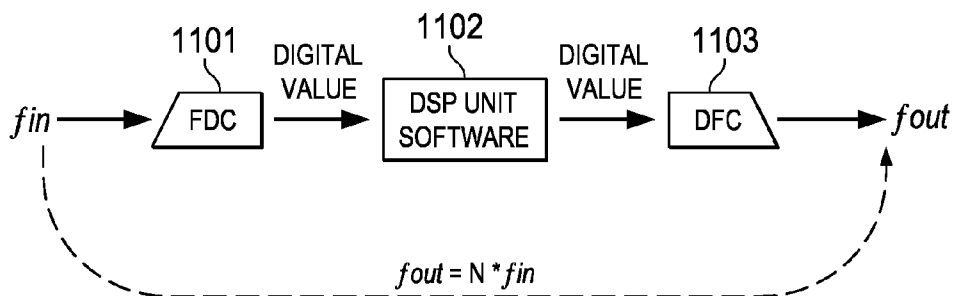 1101
1102
1103
DIGITAL
VALUE
DIGITAL
VALUE
fin
FDC
DSP UNIT
SOFTWARE
DFC
fout
fout = N * fin